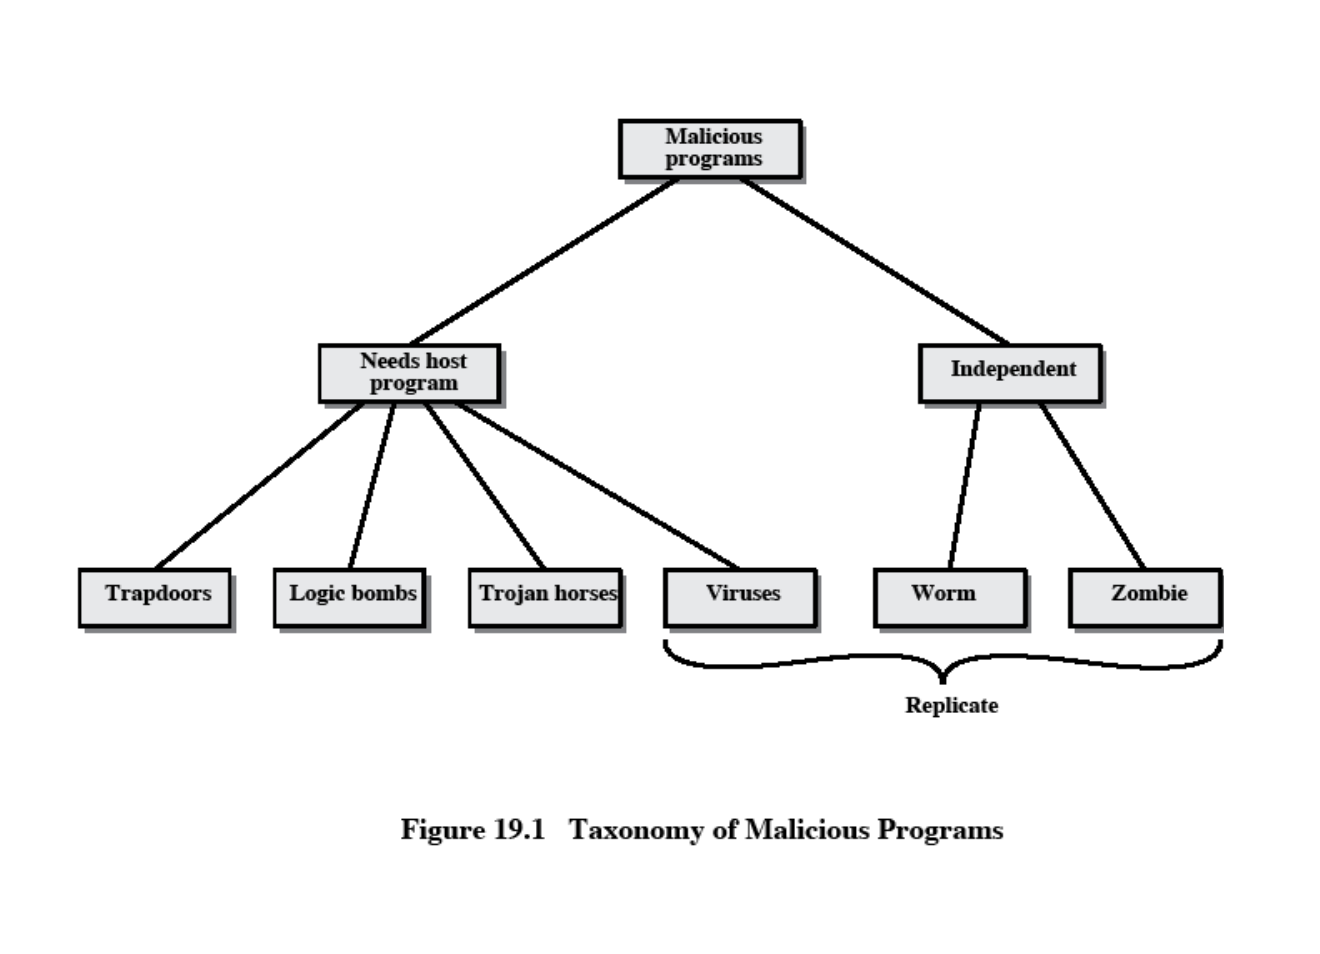 Malicious
programs
Needs host
program
Independent
Trapdoors
Logic bombs
Trojan horses
Viruses
Worm
Zombie
Replicate
Figure 19.1 Taxonomy of Malicious Programs